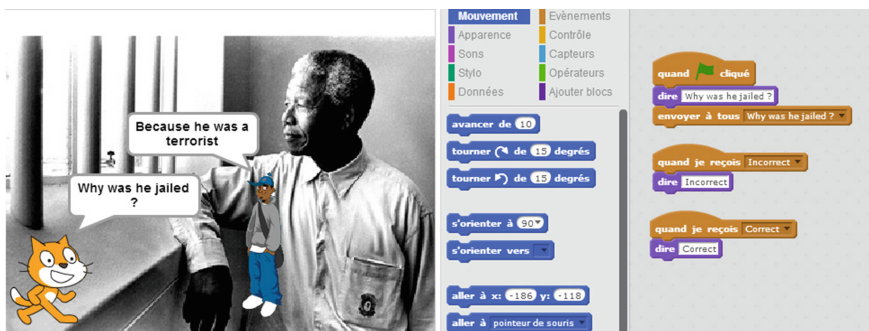 Because he was a
terrorist
Why was he jailed
?
Mouvement
Evènements
Apparence
Contrôle
Sons
Capteurs
Stylo
Opérateurs
Données
Ajouter blocs
avancer de 10
tourner de 15 degrés
tourner de 15 degrés
s'orienter à 90
s'orienter vers
aller à x: -186 y: -118
aller à pointeur de souris
quand cliqué
dire Why was he jailed ?
envoyer à tous Why was he jailed ?
quand je reçois Incorrect
dire Incorrect
quand je reçois Correct
dire Correct